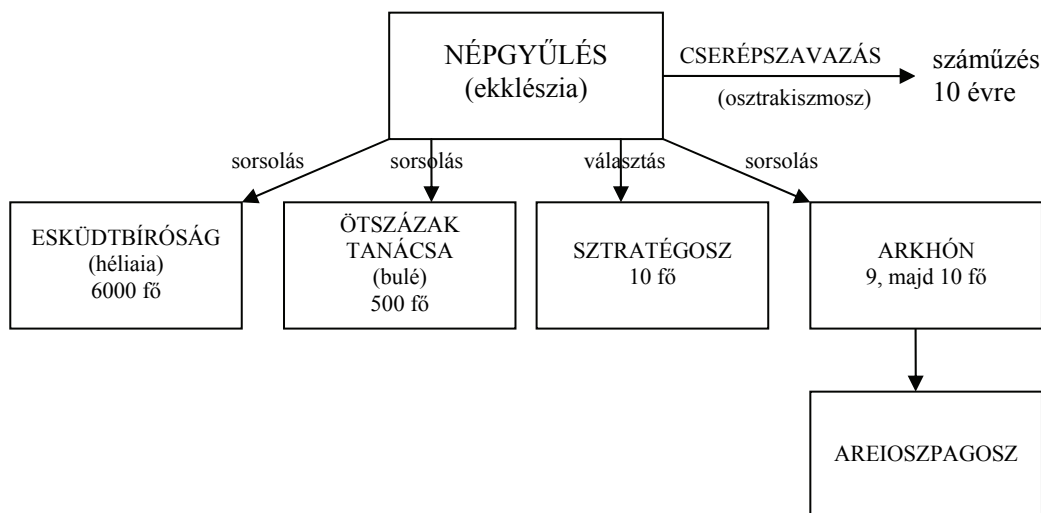 NÉPGYŰLÉS
(ekklészia)
CSERÉPSZAVAZÁS
(osztrakiszmosz)
száműzés
10 évre
sorsolás
sorsolás
választás
sorsolás
ESKÜDTBÍRÓSÁG
(héliaia)
6000 fő
ÖTSZÁZAK
TANÁCSA
(bulé)
500 fő
SZTRATÉGOSZ
10 fő
ARKHÓN
9, majd 10 fő
AREIOSZPAGOSZ